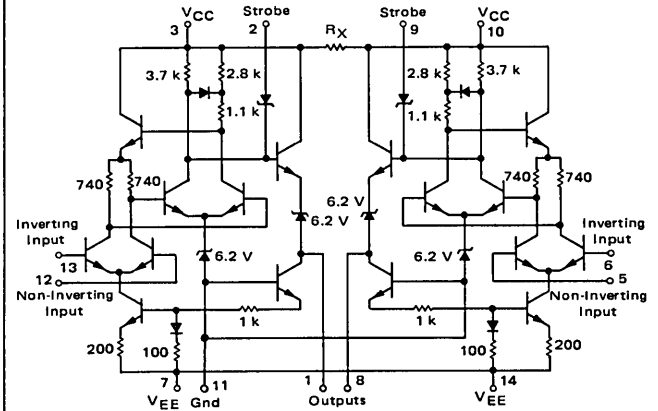 VCC
3
Strobe
2
RX
Strobe
9
VCC
10
3.7 k
2.8 k
1.1 k
2.8 k
3.7 k
1.1 k
740
740
740
740
6.2 V
6.2 V
6.2 V
6.2 V
Inverting
Input
13
12
Non-Inverting
Input
Inverting
Input
6
5
Non-Inverting
Input
1 k
1 k
200
100
100
200
7
VEE
11
Gnd
1
Outputs
8
14
VEE